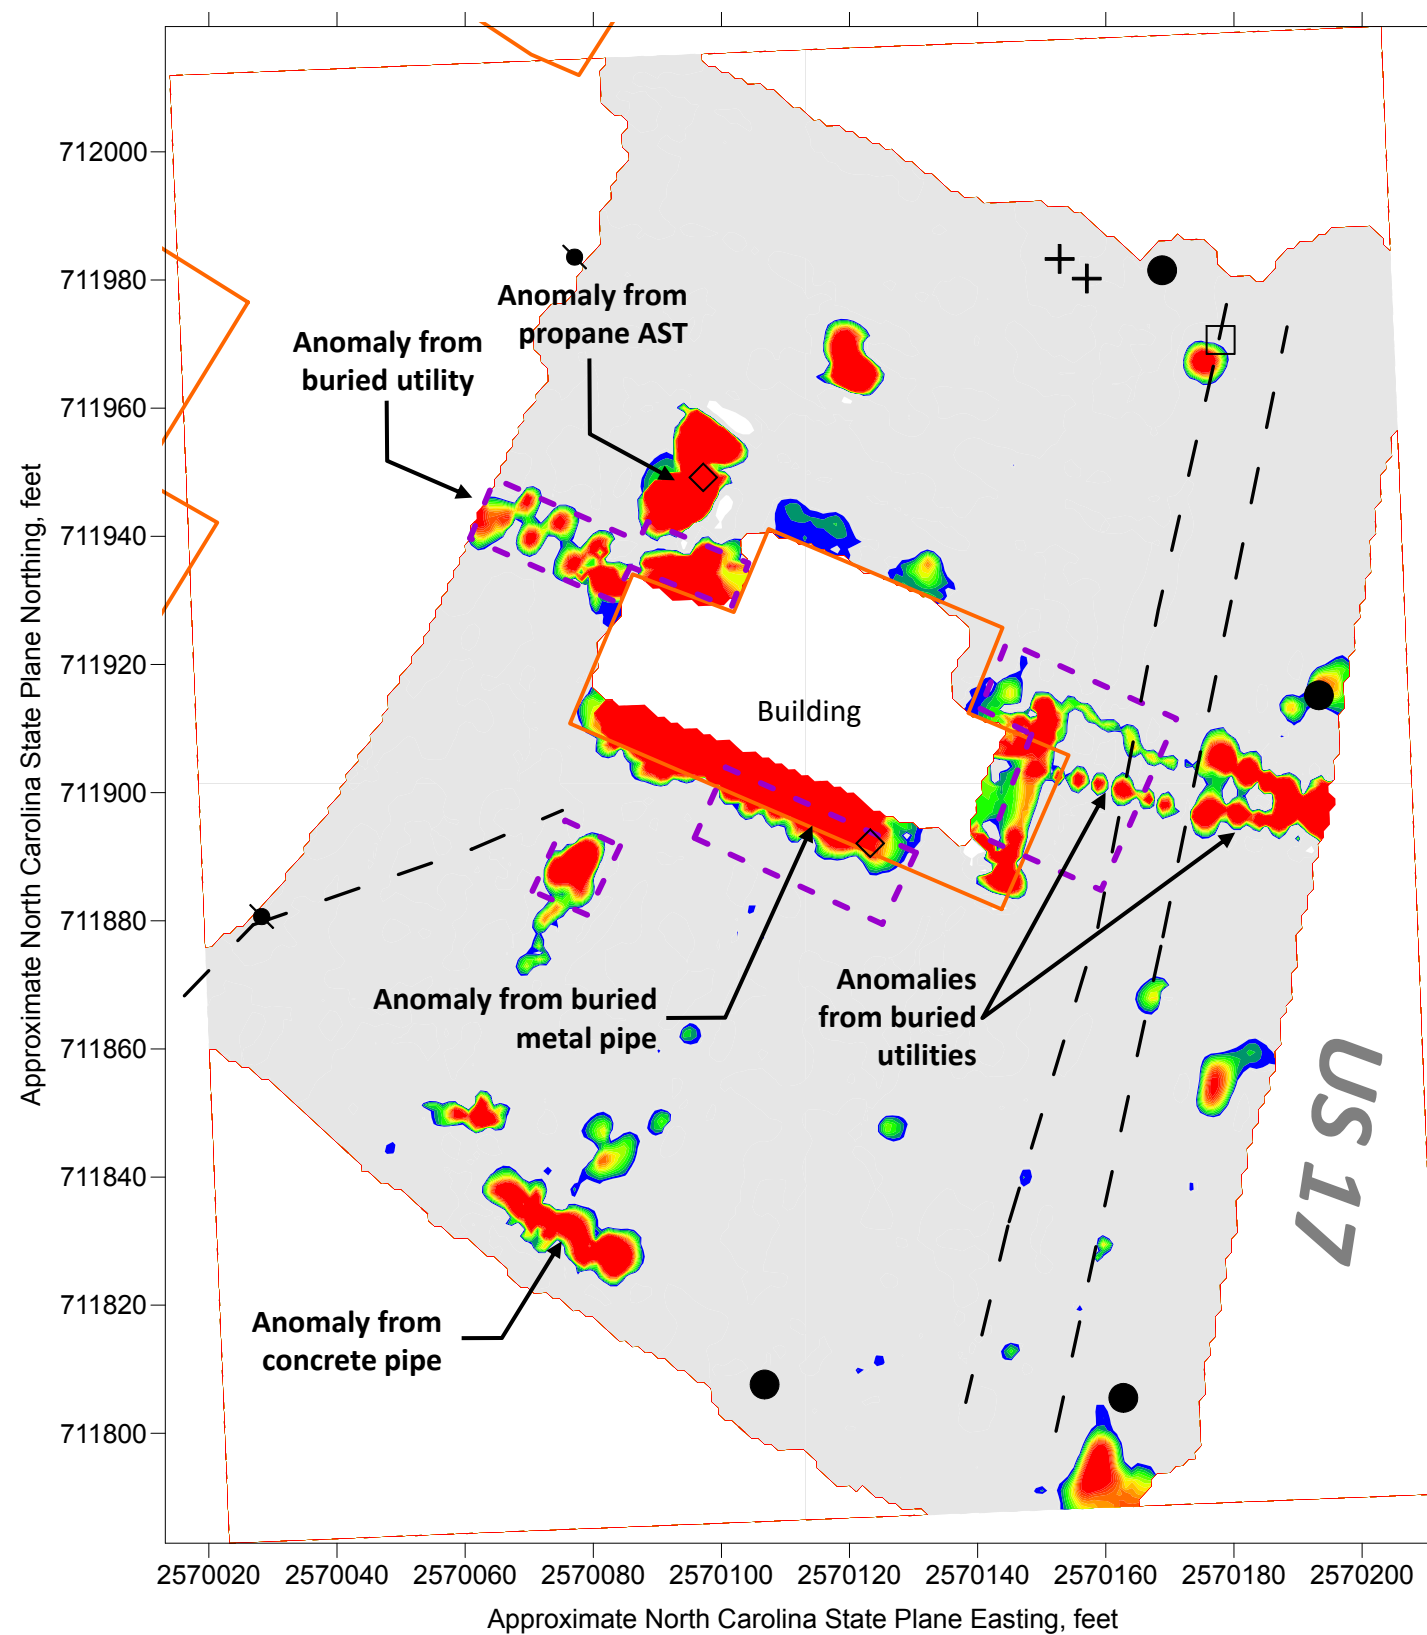 712000
711980
711960
711940
711920
711900
711880
711860
711840
711820
711800
Approximate North Carolina State Plane Northing, feet
Anomaly from
propane AST
Anomaly from
buried utility
Building
Anomaly from buried
metal pipe
Anomalies
from buried
utilities
US 17
Anomaly from
concrete pipe
2570020 2570040 2570060 2570080 2570100 2570120 2570140 2570160 2570180 2570200
Approximate North Carolina State Plane Easting, feet